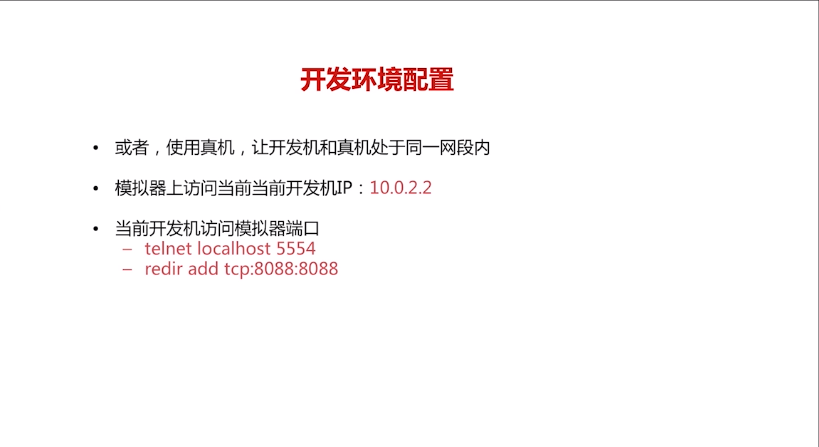 开发环境配置
• 或者，使用真机，让开发机和真机处于同一网段内
• 模拟器上访问当前当前开发机IP：10.0.2.2
• 当前开发机访问模拟器端口
– telnet localhost 5554
– redir add tcp:8088:8088